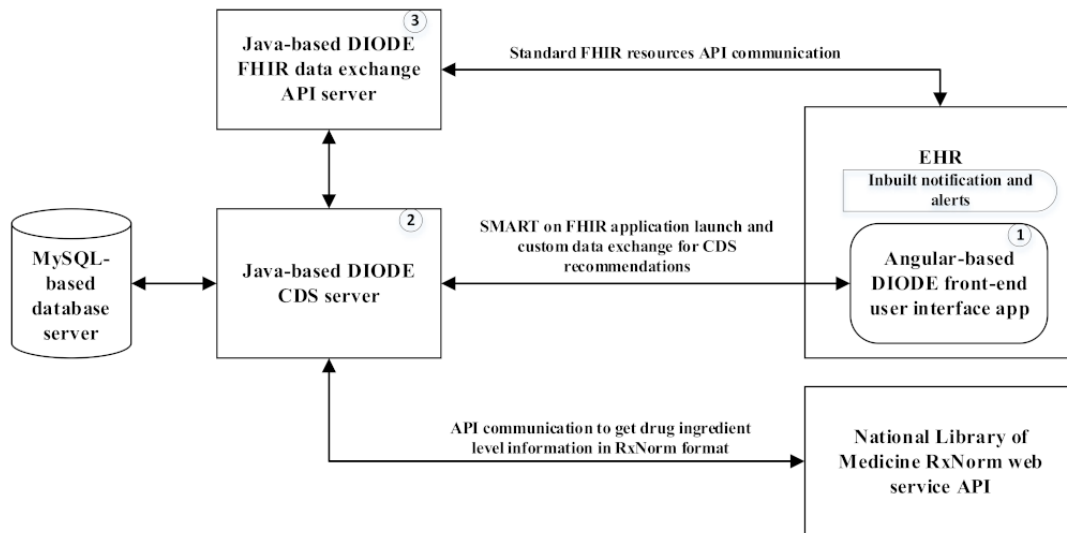 3
Java-based DIODE
FHIR data exchange
API server
Standard FHIR resources API communication
EHR
Inbuilt notification and
alerts
1
Angular-based
DIODE front-end
user interface app
2
Java-based DIODE
CDS server
SMART on FHIR application launch and
custom data exchange for CDS
recommendations
MySQL-
based
database
server
API communication to get drug ingredient
level information in RxNorm format
National Library of
Medicine RxNorm web
service API